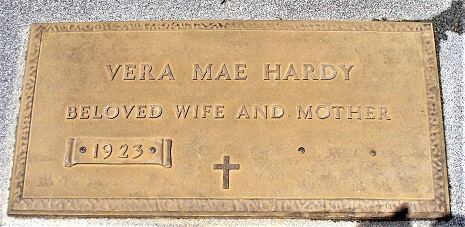 VERA MAE HARDY
BELOVED WIFE AND MOTHER
• 1923 •